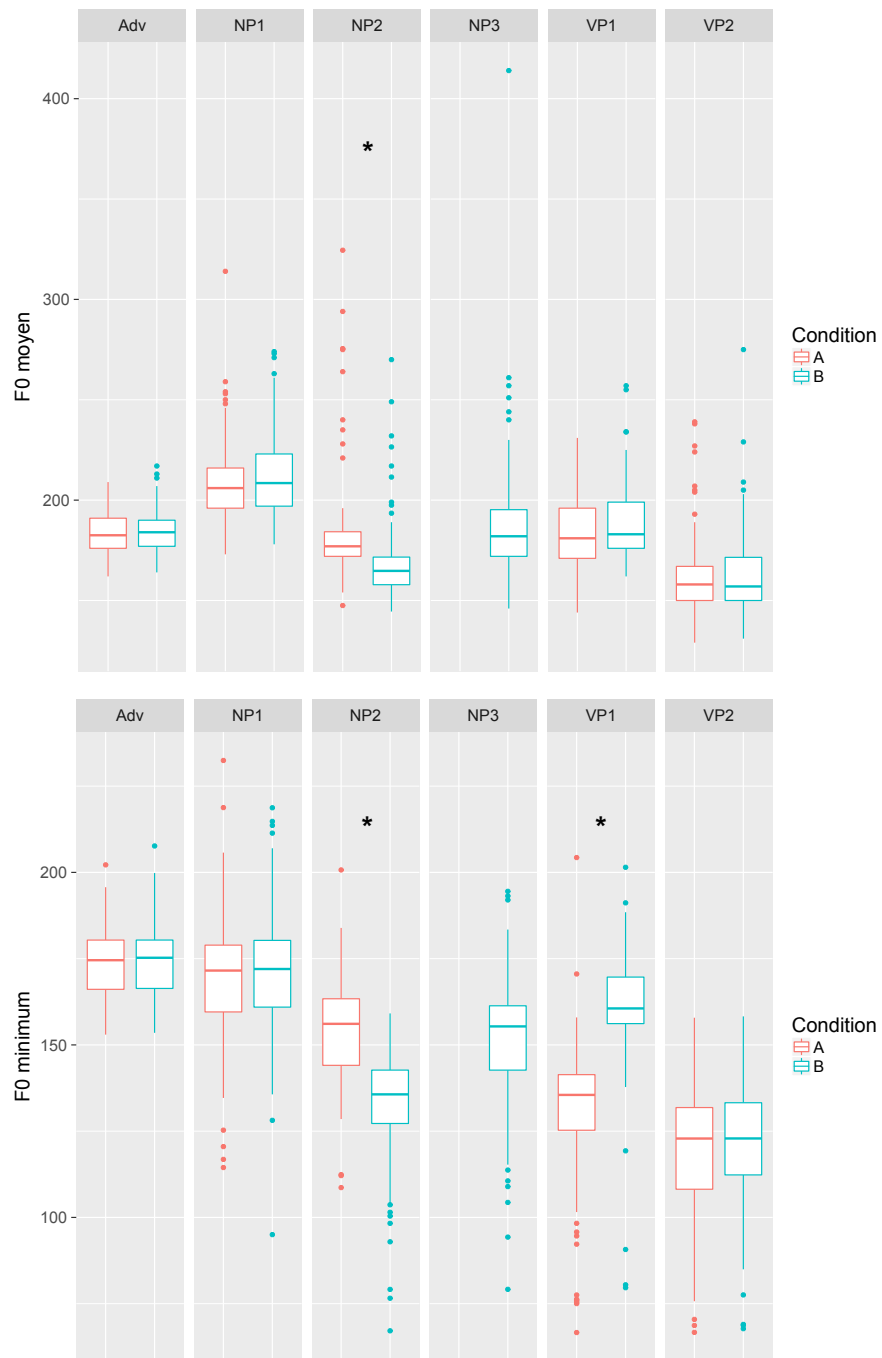 Adv NP1 NP2 NP3 VP1 VP2
400
*
300
200
F0 moyen
Condition
A
B
Adv NP1 NP2 NP3 VP1 VP2
* *
200
150
100
F0 minimum
Condition
A
B